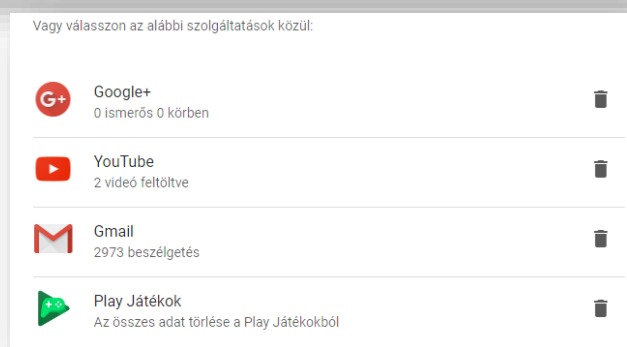 Vagy válasszon az alábbi szolgáltatások közül:
G+
Google+
0 ismerős 0 körben
YouTube
2 videó feltöltve
Gmail
2973 beszélgetés
Play Játékok
Az összes adat törlése a Play Játékokból